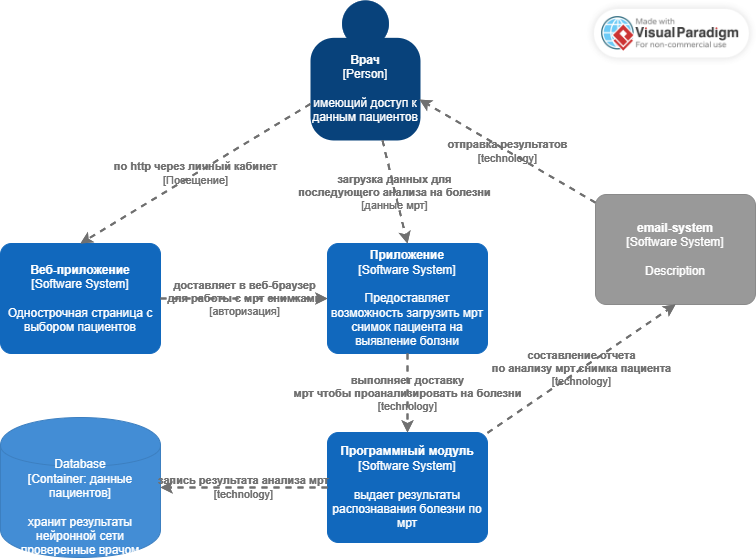 Made with
VisualParadigm
For non-commercial use
Врач
[Person]
имеющий доступ к
данным пациентов
отправка результатов
[technology]
по http через личный кабинет
[Посещение]
загрузка данных для
последующего анализа на болезни
[данные мрт]
email-system
[Software System]
Description
Веб-приложение
[Software System]
Однострочная страница с
выбором пациентов
доставляет в веб-браузер
для работы с мрт снимками
[авторизация]
Приложение
[Software System]
Предоставляет
возможность загрузить мрт
снимок пациента на
выявление болзни
составление отчета
по анализу мрт снимка пациента
[technology]
выполняет доставку
мрт чтобы проанализировать на болезни
[technology]
Database
[Container: данные
пациентов]
хранит результаты
нейронной сети
проверенные врачом
запись результата анализа мрт
[technology]
Программный модуль
[Software System]
выдает результаты
распознавания болезни по
мрт